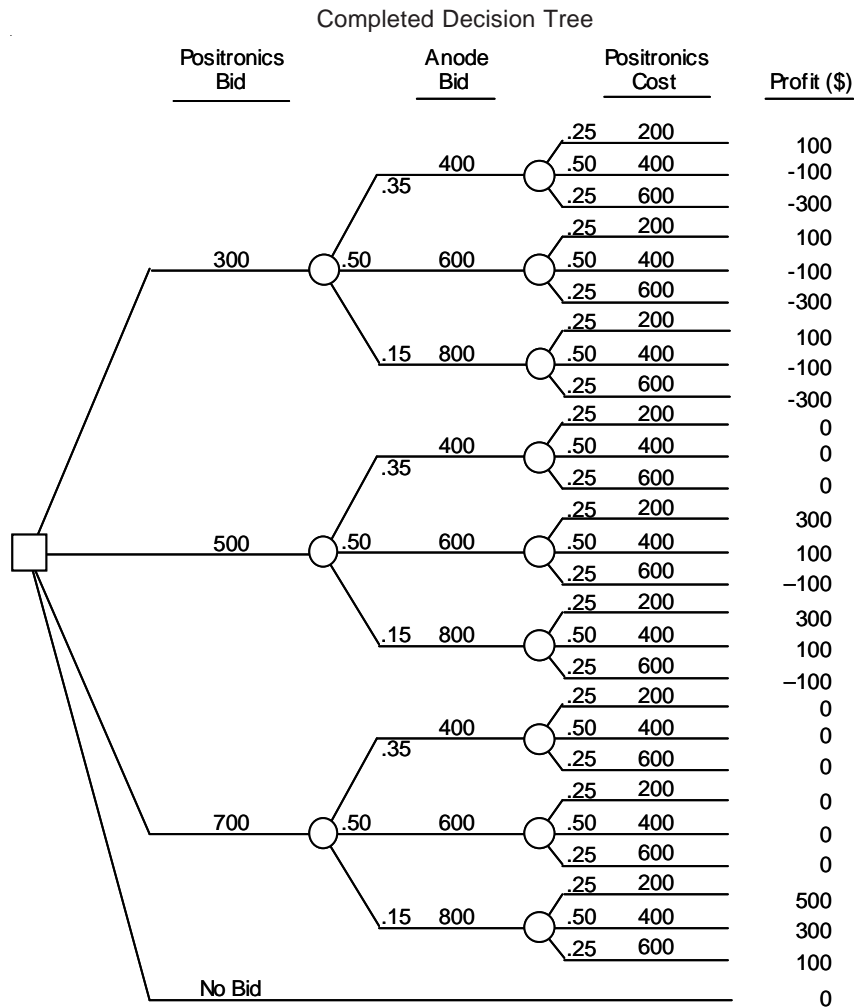 Completed Decision Tree
Positronics Bid
Anode Bid
Positronics Cost
Profit ($)
.25 200 100
400
.35
.50 400 -100
.25 600 -300
.25 200 100
300
.50 600
.50 400 -100
.25 600 -300
.25 200 100
.15 800
.50 400 -100
.25 600 -300
.25 200 0
400
.35
.50 400 0
.25 600 0
.25 200 300
500
.50 600
.50 400 100
.25 600 –100
.25 200 300
.15 800
.50 400 100
.25 600 –100
.25 200 0
400
.35
.50 400 0
.25 600 0
.25 200 0
700
.50 600
.50 400 0
.25 600 0
.25 200 500
.15 800
.50 400 300
.25 600 100
No Bid 0